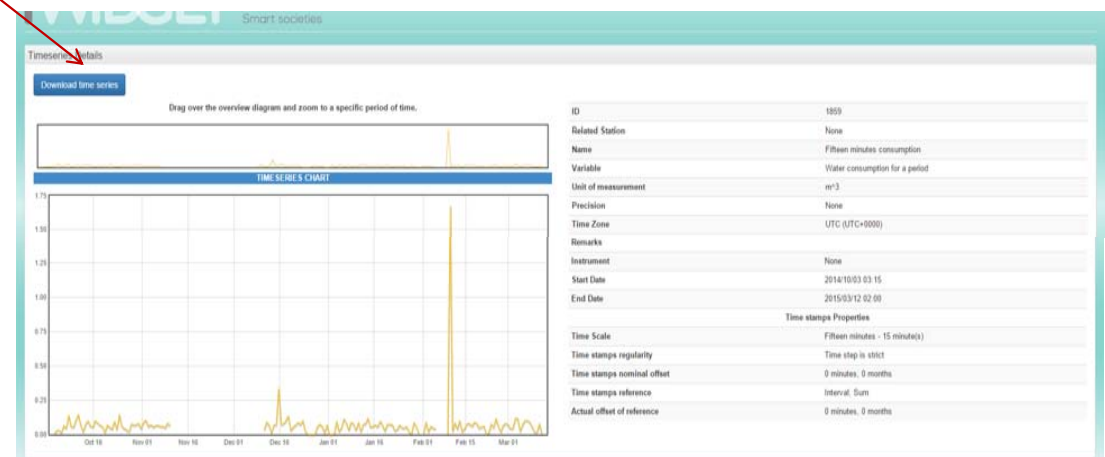 WIDGET Smart societies
Timeseries Details
Download time series
Drag over the overview diagram and zoom to a specific period of time.
TIMESERIES CHART
1.75
1.50
1.25
1.00
0.75
0.50
0.25
0.00
Oct 16 Nov 01 Nov 16 Dec 01 Dec 16 Jan 01 Jan 16 Feb 01 Feb 15 Mar 01
ID 1859
Related Station None
Name Fifteen minutes consumption
Variable Water consumption for a period
Unit of measurement m^3
Precision None
Time Zone UTC (UTC+0000)
Remarks
Instrument None
Start Date 2014/10/03 03:15
End Date 2015/03/12 02:00
Time stamps Properties
Time Scale Fifteen minutes - 15 minute(s)
Time stamps regularity Time step is strict
Time stamps nominal offset 0 minutes, 0 months
Time stamps reference Interval, Sum
Actual offset of reference 0 minutes, 0 months